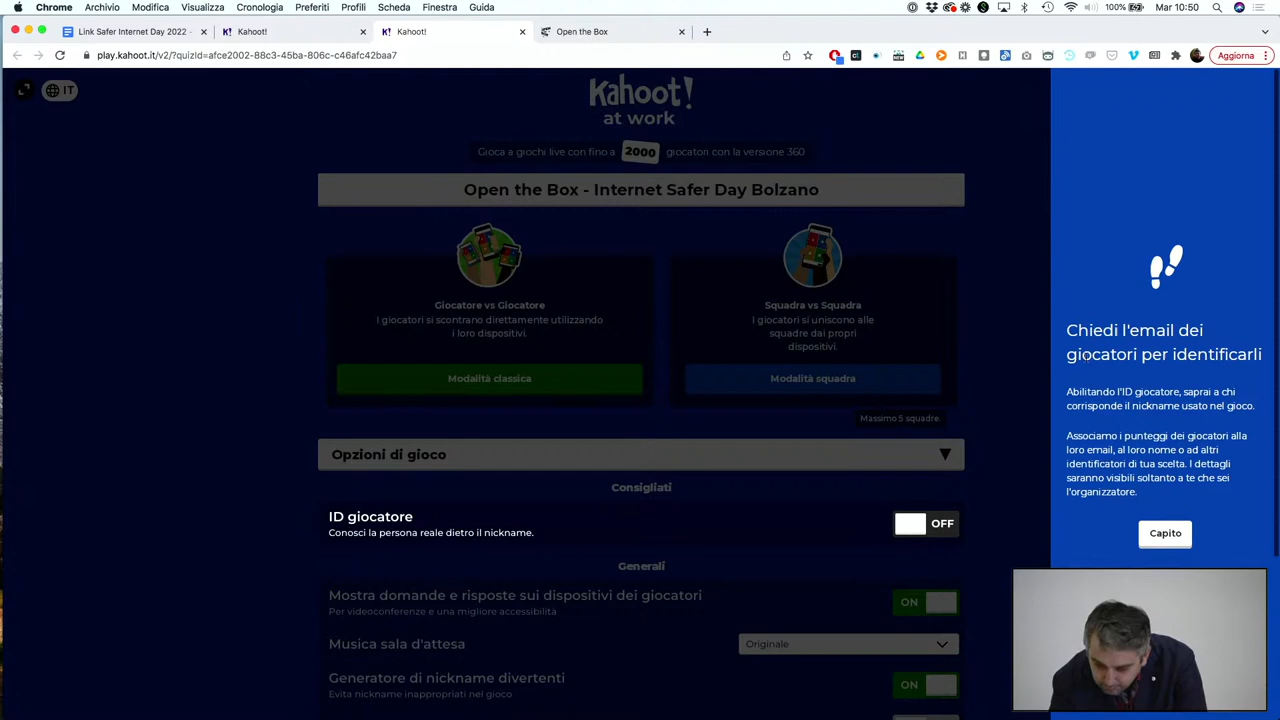 Chrome Archivio Modifica Visualizza Cronologia Preferiti Profili Scheda Finestra Guida 100% Mar 10:50
Link Safer Internet Day 2022 - Kahoot! Kahoot! Open the Box
play.kahoot.it/v2/?quizId=afce2002-88c3-45ba-806c-c46afc42baa7 Aggiorna
IT
Kahoot!
at work
Gioca a giochi live con fino a 2000 giocatori con la versione 360
Open the Box - Internet Safer Day Bolzano
Giocatore vs Giocatore
I giocatori si scontrano direttamente utilizzando
i loro dispositivi.
Modalità classica
Squadra vs Squadra
I giocatori si uniscono alle
squadre dai propri
dispositivi.
Modalità squadra
Massimo 5 squadre.
Opzioni di gioco
Consigliati
ID giocatore
Conosci la persona reale dietro il nickname.
OFF
Generali
Mostra domande e risposte sui dispositivi dei giocatori
Per videoconferenze e una migliore accessibilità
ON
Musica sala d'attesa
Originale
Generatore di nickname divertenti
Evita nickname inappropriati nel gioco
ON
Chiedi l'email dei
giocatori per identificarli
Abilitando l'ID giocatore, saprai a chi
corrisponde il nickname usato nel gioco.
Associamo i punteggi dei giocatori alla
loro email, al loro nome o ad altri
identificatori di tua scelta. I dettagli
saranno visibili soltanto a te che sei
l'organizzatore.
Capito